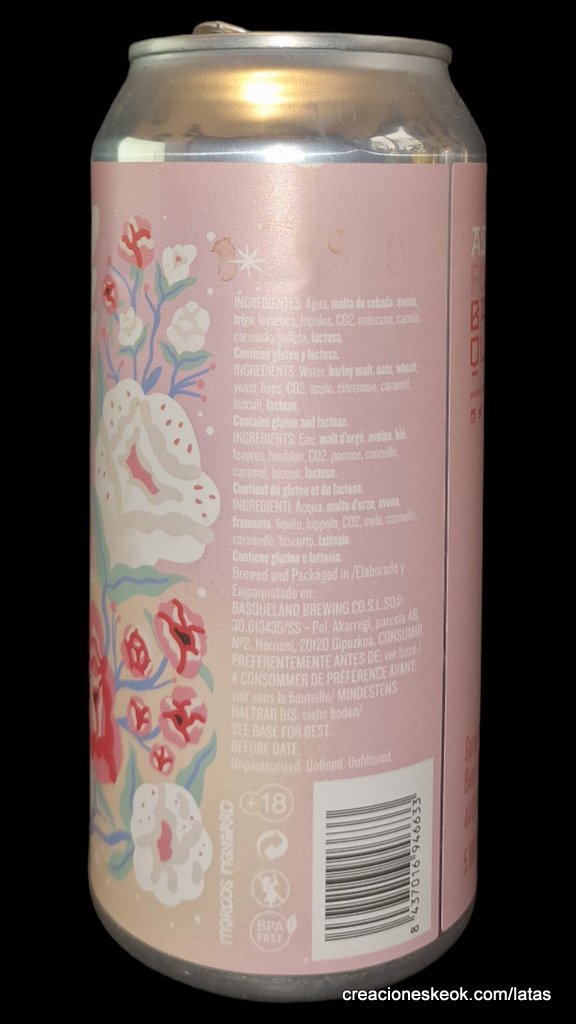 INGREDIENTES: Agua, malta de cebada, avena,
trigo, levadura, lúpulos, CO2, manzana, canela,
caramelo, galleta, lactosa.
Contiene gluten y lactosa.
INGREDIENTS: Water, barley malt, oats, wheat,
yeast, hops, CO2, apple, cinnamon, caramel,
biscuit, lactose.
Contains gluten and lactose.
INGRÉDIENTS: Eau, malt d'orge, avoine, blé,
levures, houblon, CO2, pomme, cannelle,
caramel, biscuit, lactose.
Contient du gluten et du lactose.
INGREDIENTI: Acqua, malto d'orzo, avena,
frumento, lievito, luppolo, CO2, mela, cannella,
caramello, biscotto, lattosio.
Contiene glutine e lattosio.
Brewed and Packaged in /Elaborado y
Empaquetado en:
BASQUELAND BREWING CO.S.L.SO#:
30.013435/SS - Pol. Akarregi, parcela 4B,
Nº2, Hernani, 20120 Gipuzkoa. CONSUMIR
PREFERENTEMENTE ANTES DE: ver base /
A CONSOMMER DE PRÉFÉRENCE AVANT:
voir sous la bouteille/ MINDESTENS
HALTBAR BIS: siehe boden/
SEE BASE FOR BEST
BEFORE DATE:
Unpasteurized. Unfined. Unfiltered.
+18
BPA
FREE
MARCOS NAVARRO
8 437016 946633
creacioneskeok.com/latas